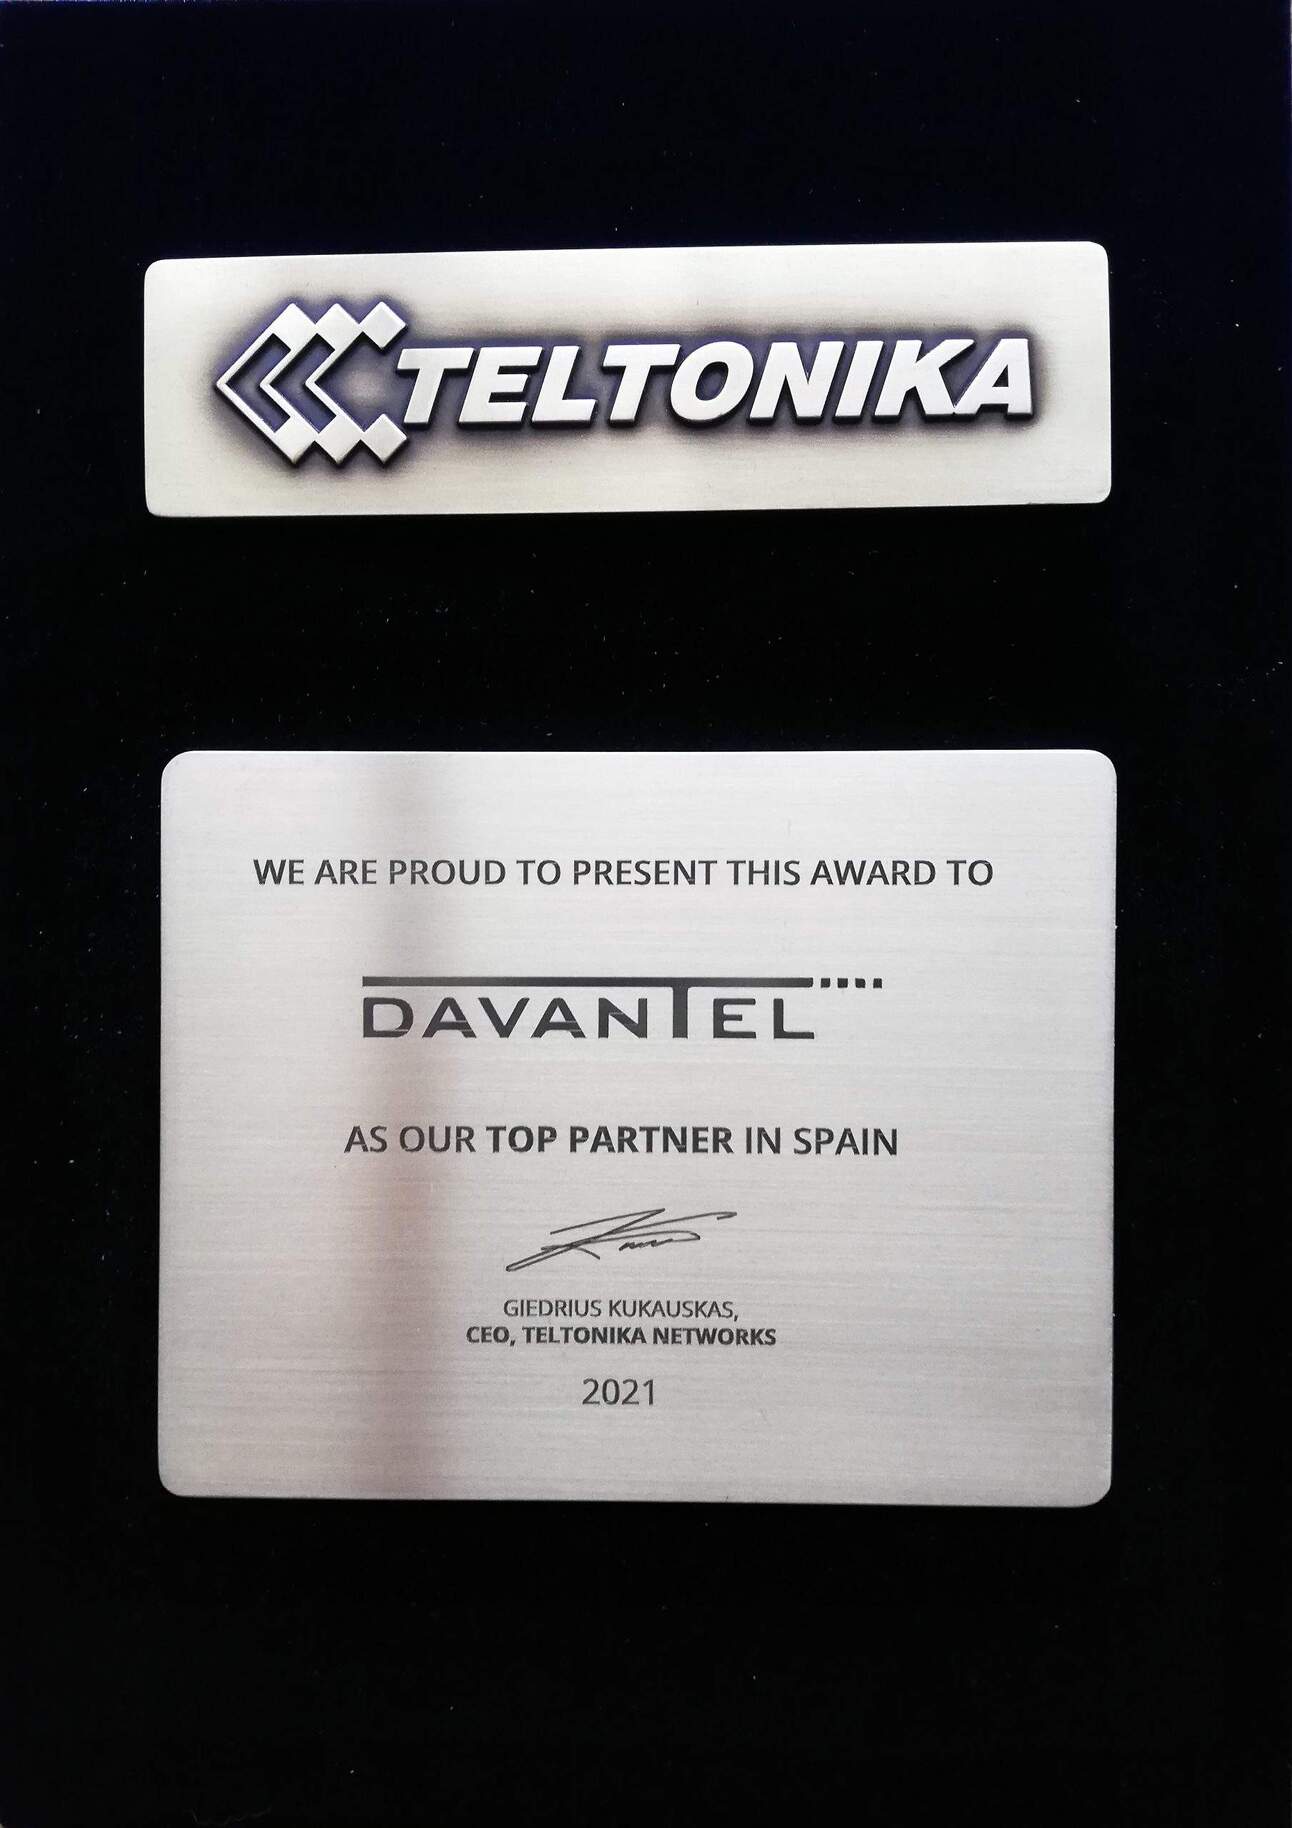 TELTONIKA
WE ARE PROUD TO PRESENT THIS AWARD TO
DAVANTEL
AS OUR TOP PARTNER IN SPAIN
GIEDRIUS KUKAUSKAS,
CEO, TELTONIKA NETWORKS
2021